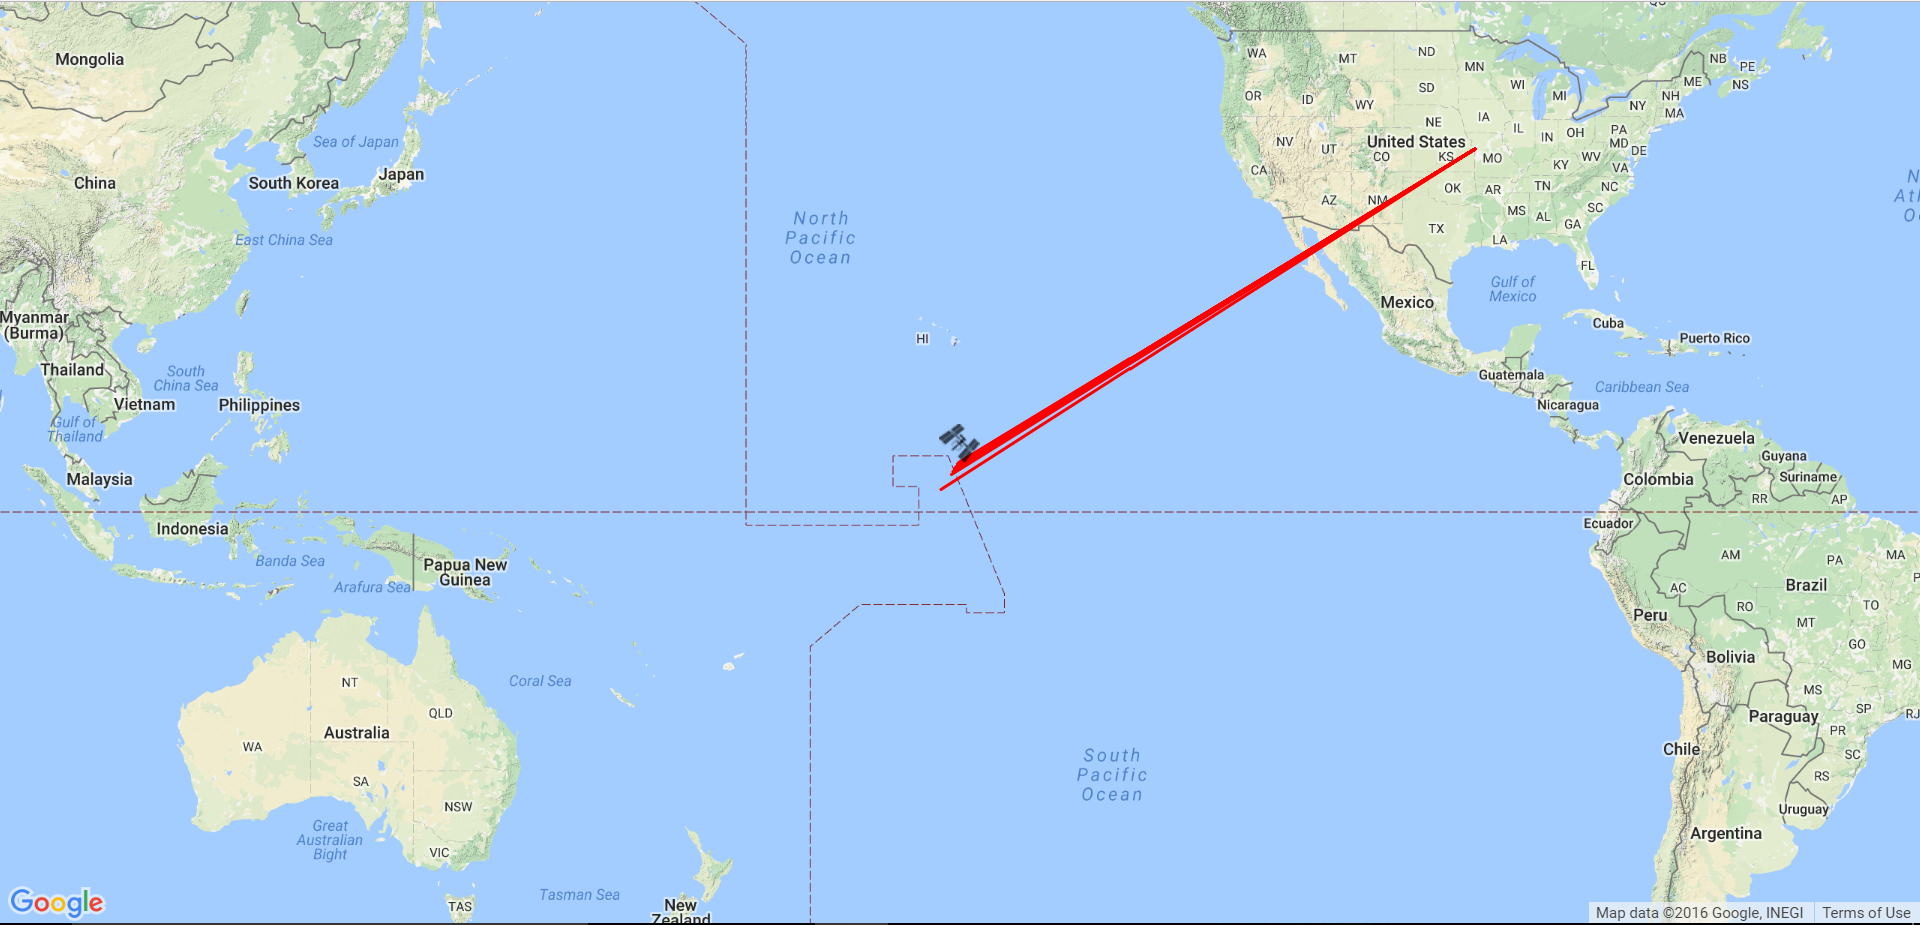 QC
Mongolia
WA
MT
ND
MN
NB
PE
ME
NS
OR
ID
WY
SD
WI
MI
NH
NY
MA
Sea of Japan
NV
UT
United States
CO
NE
IA
IL
IN
OH
PA
MD
DE
WV
KS
MO
KY
VA
China
South Korea
Japan
CA
AZ
NM
OK
AR
TN
NC
SC
N
Atl
O
North
Pacific
Ocean
East China Sea
TX
MS
AL
GA
LA
FL
Gulf of
Mexico
Mexico
Myanmar
(Burma)
HI
Cuba
Puerto Rico
Thailand
South
China Sea
Guatemala
Caribbean Sea
Vietnam
Philippines
Nicaragua
Gulf of
Thailand
Venezuela
Guyana
Malaysia
Colombia
Suriname
RR
AP
Indonesia
Ecuador
Banda Sea
Papua New
Guinea
Arafura Sea
AM
PA
MA
P
AC
Brazil
RO
TO
Peru
MT
GO
Bolivia
MG
Coral Sea
NT
QLD
MS
SP
RJ
Paraguay
PR
WA
Australia
South
Pacific
Ocean
Chile
SC
SA
RS
NSW
Uruguay
Great
Australian
Bight
VIC
Argentina
Tasman Sea
TAS
New
Zealand
Google
Map data ©2016 Google, INEGI Terms of Use